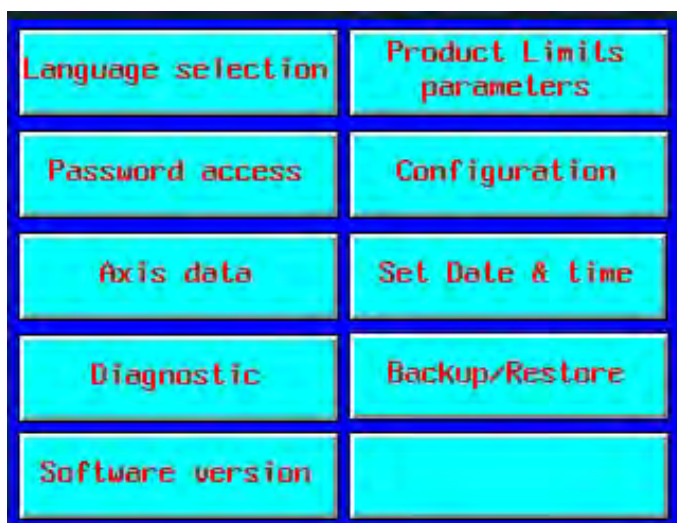 Language selection
Product Limits
parameters
Password access
Configuration
Axis data
Set Date & time
Diagnostic
Backup/Restore
Software version